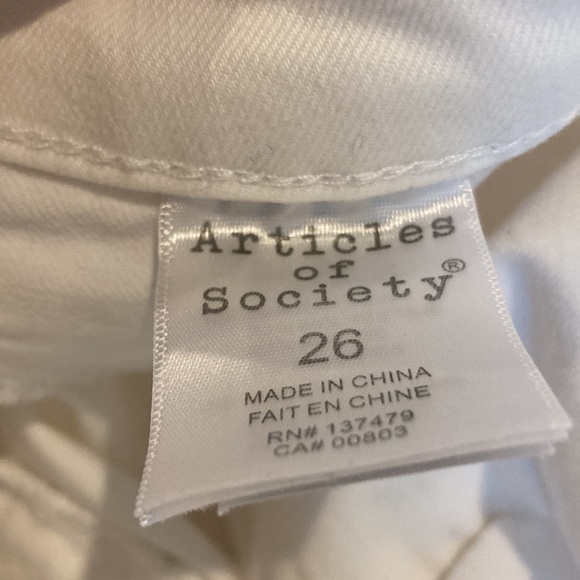 Articles
of
Society®
26
MADE IN CHINA
FAIT EN CHINE
RN# 137479
CA# 00803